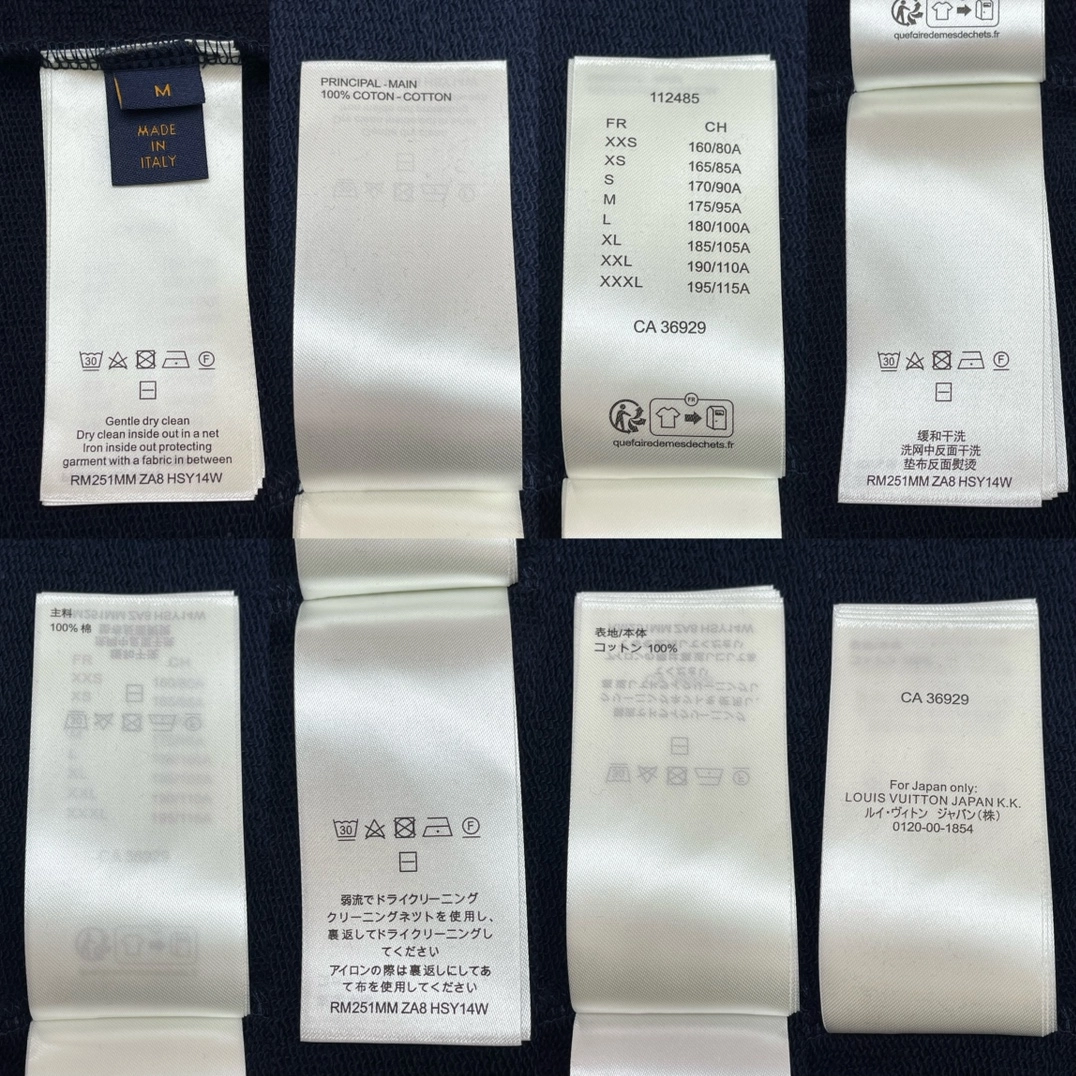 M
MADE
IN
ITALY
30
F
Gentle dry clean
Dry clean inside out in a net
Iron inside out protecting
garment with a fabric in between
RM251MM ZA8 HSY14W
PRINCIPAL - MAIN
100% COTON - COTTON
112485
FR CH
XXS 160/80A
XS 165/85A
S 170/90A
M 175/95A
L 180/100A
XL 185/105A
XXL 190/110A
XXXL 195/115A
CA 36929
FR
quefairedemesdechets.fr
quefairedemesdechets.fr
30
F
缓和干洗
洗网中反面干洗
垫布反面熨烫
RM251MM ZA8 HSY14W
主料
100% 棉
30
F
弱流でドライクリーニング
クリーニングネツトを使用し、
裏返してドライクリーニングし
てください
アイロンの際は裏返しにしてあ
て布を使用してください
RM251MM ZA8 HSY14W
表地/本体
コットン 100%
CA 36929
For Japan only:
LOUIS VUITTON JAPAN K.K.
ルイ・ヴィトン ジャパン(株)
0120-00-1854